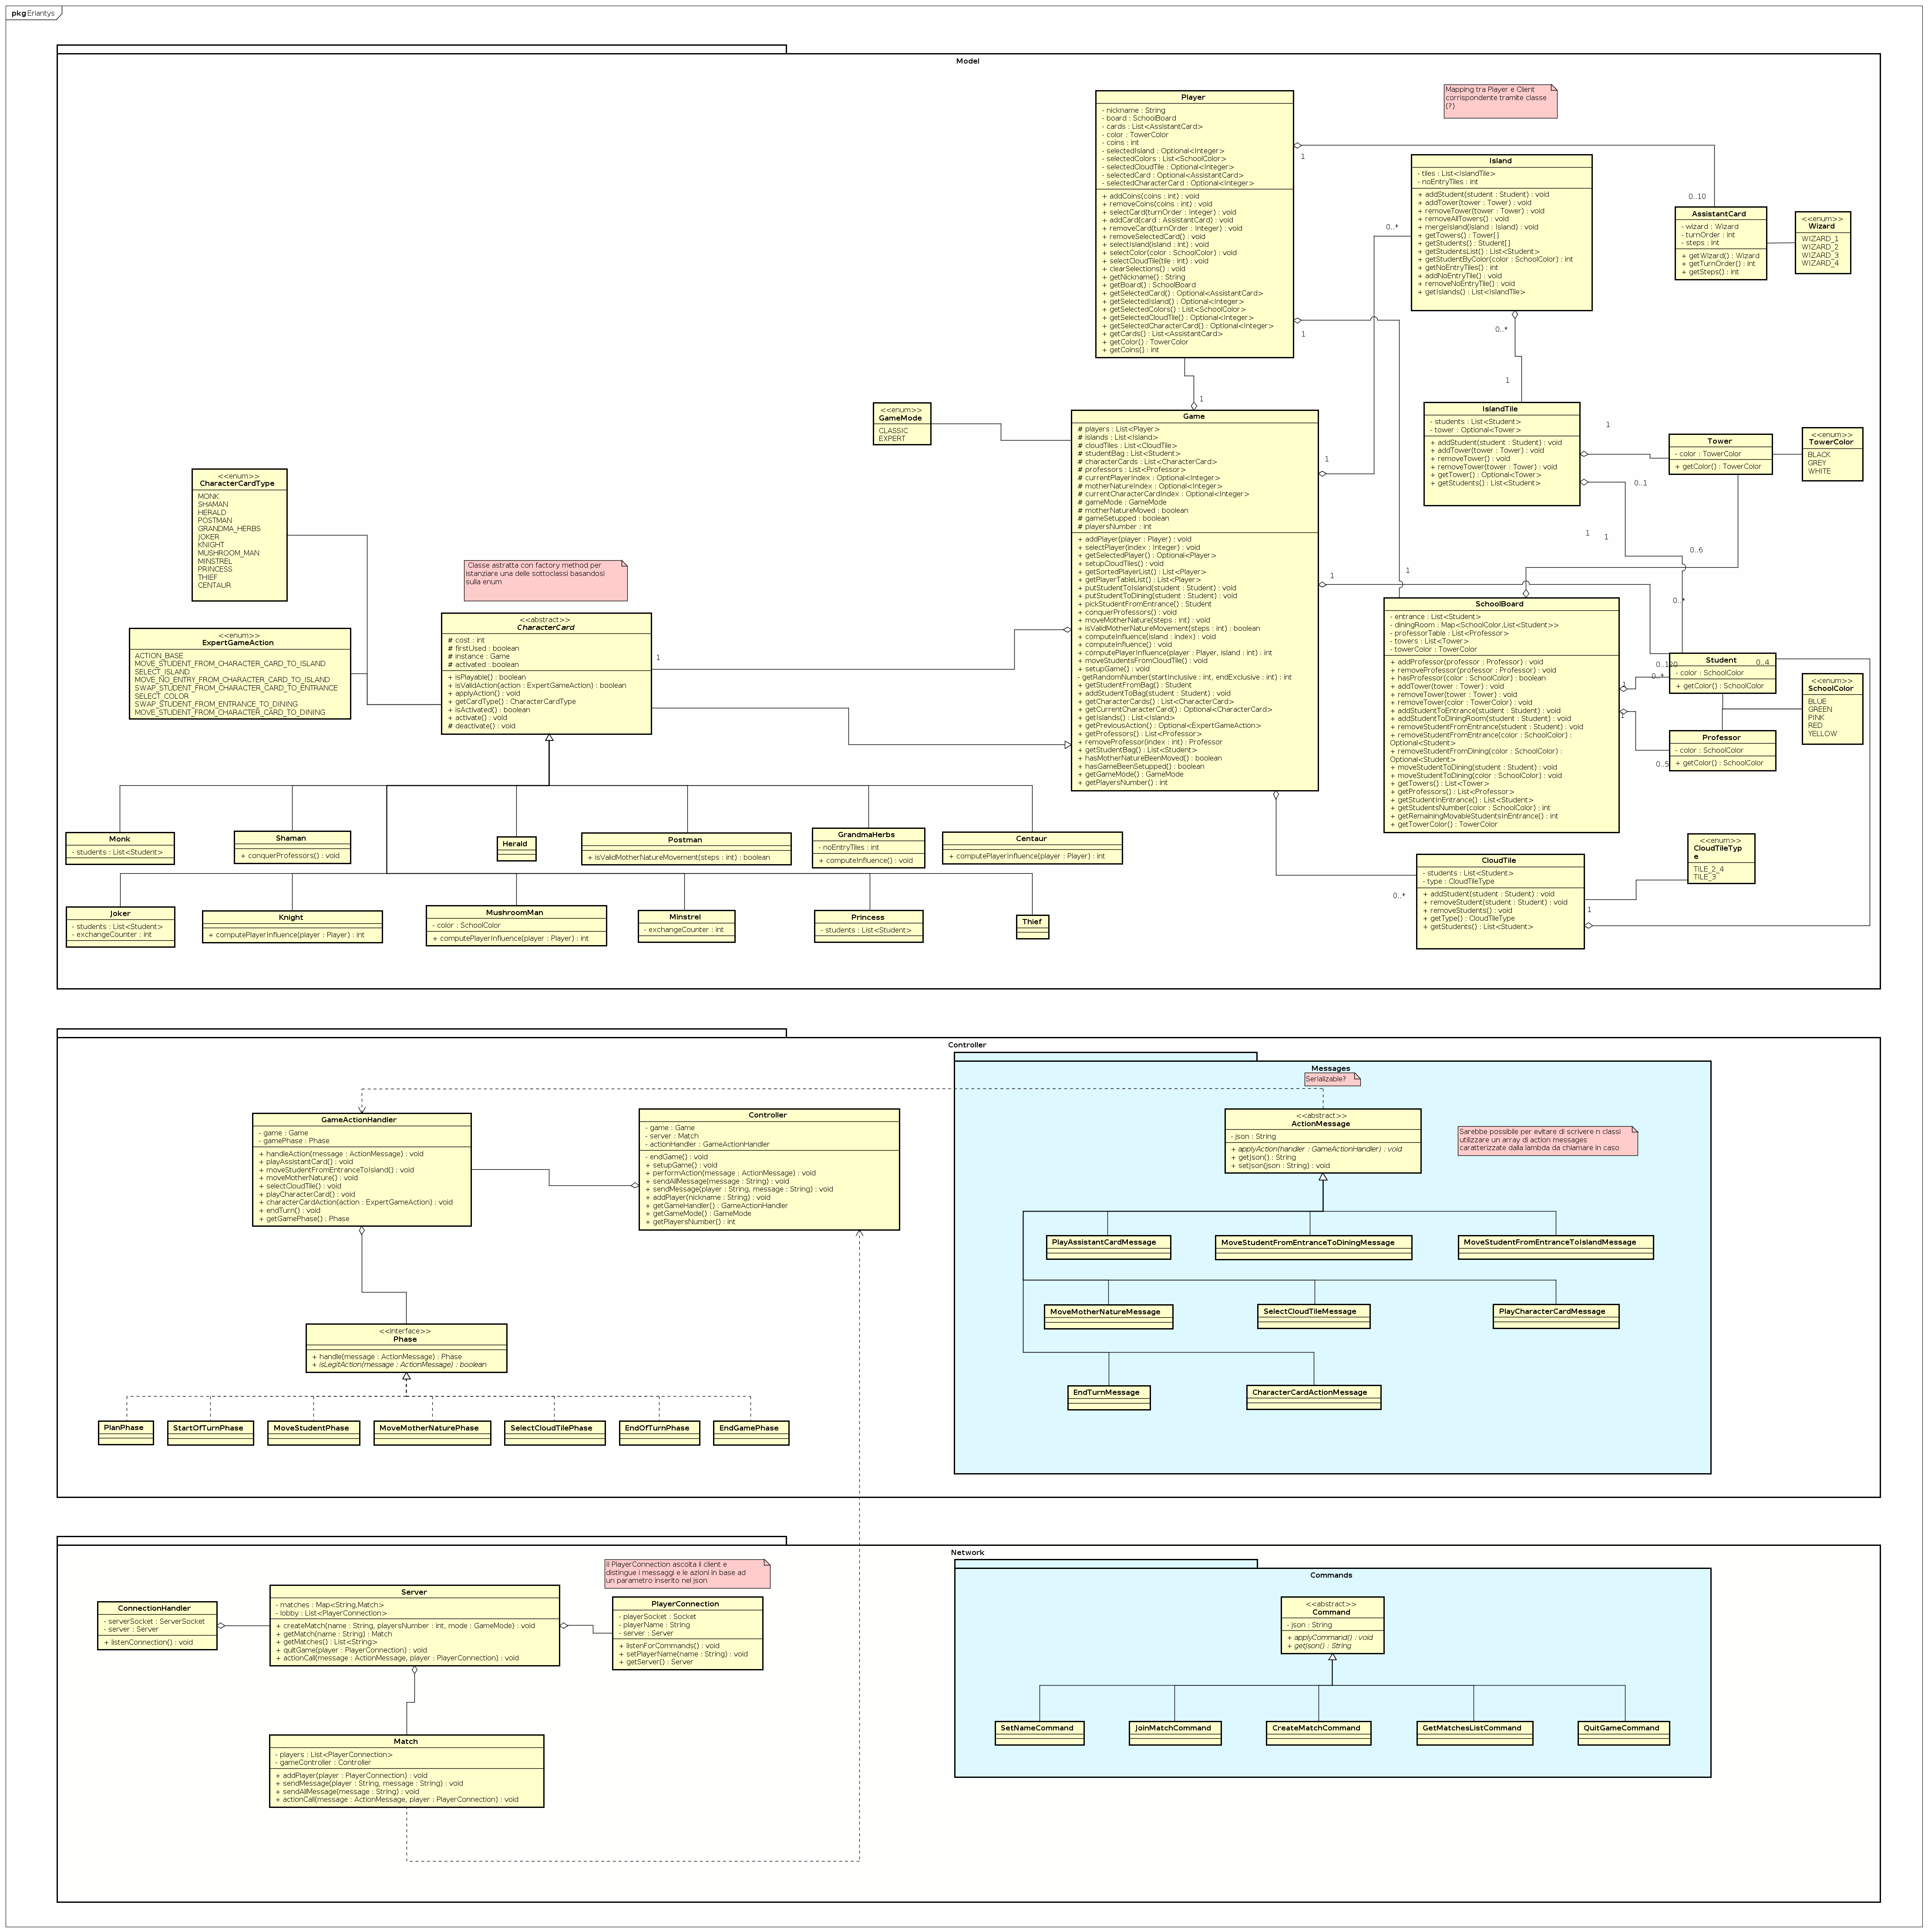 pkg Eriantys
Model
Player
- nickname : String
- board : SchoolBoard
- cards : List<AssistantCard>
- color : TowerColor
- coins : int
- selectedIsland : Optional<Integer>
- selectedColors : List<SchoolColor>
- selectedCloudTile : Optional<Integer>
- selectedCard : Optional<AssistantCard>
- selectedCharacterCard : Optional<Integer>
+ addCoins(coins : int) : void
+ removeCoins(coins : int) : void
+ selectCard(turnOrder : Integer) : void
+ addCard(card : AssistantCard) : void
+ removeCard(turnOrder : Integer) : void
+ removeSelectedCard() : void
+ selectIsland(island : int) : void
+ selectColor(color : SchoolColor) : void
+ selectCloudTile(tile : int) : void
+ clearSelections() : void
+ getNickname() : String
+ getBoard() : SchoolBoard
+ getSelectedCard() : Optional<AssistantCard>
+ getSelectedIsland() : Optional<Integer>
+ getSelectedColors() : List<SchoolColor>
+ getSelectedCloudTile() : Optional<Integer>
+ getSelectedCharacterCard() : Optional<Integer>
+ getCards() : List<AssistantCard>
+ getColor() : TowerColor
+ getCoins() : int
Mapping tra Player e Client
corrispondente tramite classe
(?)
1
0..10
0..*
1
1
Island
- tiles : List<IslandTile>
- noEntryTiles : int
+ addStudent(student : Student) : void
+ addTower(tower : Tower) : void
+ removeTower(tower : Tower) : void
+ removeAllTowers() : void
+ mergeIsland(island : Island) : void
+ getTowers() : Tower[]
+ getStudents() : Student[]
+ getStudentsList() : List<Student>
+ getStudentByColor(color : SchoolColor) : int
+ getNoEntryTiles() : int
+ addNoEntryTile() : void
+ removeNoEntryTile() : void
+ getIslands() : List<IslandTile>
0..*
1
AssistantCard
- wizard : Wizard
- turnOrder : int
- steps : int
+ getWizard() : Wizard
+ getTurnOrder() : int
+ getSteps() : int
<<enum>>
Wizard
WIZARD_1
WIZARD_2
WIZARD_3
WIZARD_4
<<enum>>
GameMode
CLASSIC
EXPERT
Game
# players : List<Player>
# islands : List<Island>
# cloudTiles : List<CloudTile>
# studentBag : List<Student>
# characterCards : List<CharacterCard>
# professors : List<Professor>
# currentPlayerIndex : Optional<Integer>
# motherNatureIndex : Optional<Integer>
# currentCharacterCardIndex : Optional<Integer>
# gameMode : GameMode
# motherNatureMoved : boolean
# gameSetupped : boolean
# playersNumber : int
+ addPlayer(player : Player) : void
+ selectPlayer(index : Integer) : void
+ getSelectedPlayer() : Optional<Player>
+ setupCloudTiles() : void
+ getSortedPlayerList() : List<Player>
+ getPlayerTableList() : List<Player>
+ putStudentToIsland(student : Student) : void
+ putStudentToDining(student : Student) : void
+ pickStudentFromEntrance() : Student
+ conquerProfessors() : void
+ moveMotherNature(steps : int) : void
+ isValidMotherNatureMovement(steps : int) : boolean
+ computeInfluence(island : index) : void
+ computeInfluence() : void
+ computePlayerInfluence(player : Player, island : int) : int
+ moveStudentsFromCloudTile() : void
+ setupGame() : void
- getRandomNumber(startInclusive : int, endExclusive : int) : int
+ getStudentFromBag() : Student
+ addStudentToBag(student : Student) : void
+ getCharacterCards() : List<CharacterCard>
+ getCurrentCharacterCard() : Optional<CharacterCard>
+ getIslands() : List<Island>
+ getPreviousAction() : Optional<ExpertGameAction>
+ getProfessors() : List<Professor>
+ removeProfessor(index : int) : Professor
+ getStudentBag() : List<Student>
+ hasMotherNatureBeenMoved() : boolean
+ hasGameBeenSetupped() : boolean
+ getGameMode() : GameMode
+ getPlayersNumber() : int
1
1
1
0..*
IslandTile
- students : List<Student>
- tower : Optional<Tower>
+ addStudent(student : Student) : void
+ addTower(tower : Tower) : void
+ removeTower() : void
+ removeTower(tower : Tower) : void
+ getTower() : Optional<Tower>
+ getStudents() : List<Student>
1
0..1
1
1
0..6
0..*
Tower
- color : TowerColor
+ getColor() : TowerColor
<<enum>>
TowerColor
BLACK
GREY
WHITE
SchoolBoard
- entrance : List<Student>
- diningRoom : Map<SchoolColor,List<Student>>
- professorTable : List<Professor>
- towers : List<Tower>
- towerColor : TowerColor
+ addProfessor(professor : Professor) : void
+ removeProfessor(professor : Professor) : void
+ hasProfessor(color : SchoolColor) : boolean
+ addTower(tower : Tower) : void
+ removeTower(tower : Tower) : void
+ removeTower(color : TowerColor) : void
+ addStudentToEntrance(student : Student) : void
+ addStudentToDiningRoom(student : Student) : void
+ removeStudentFromEntrance(student : Student) : void
+ removeStudentFromEntrance(color : SchoolColor) :
Optional<Student>
+ removeStudentFromDining(color : SchoolColor) :
Optional<Student>
+ moveStudentToDining(student : Student) : void
+ moveStudentToDining(color : SchoolColor) : void
+ getTowers() : List<Tower>
+ getProfessors() : List<Professor>
+ getStudentInEntrance() : List<Student>
+ getStudentsNumber(color : SchoolColor) : int
+ getRemainingMovableStudentsInEntrance() : int
+ getTowerColor() : TowerColor
1
1
1
0..120
0..*
0..4
0..5
Student
- color : SchoolColor
+ getColor() : SchoolColor
Professor
- color : SchoolColor
+ getColor() : SchoolColor
<<enum>>
SchoolColor
BLUE
GREEN
PINK
RED
YELLOW
CloudTile
- students : List<Student>
- type : CloudTileType
+ addStudent(student : Student) : void
+ removeStudent(student : Student) : void
+ removeStudents() : void
+ getType() : CloudTileType
+ getStudents() : List<Student>
1
<<enum>>
CloudTileTyp
e
TILE_2_4
TILE_3
<<enum>>
CharacterCardType
MONK
SHAMAN
HERALD
POSTMAN
GRANDMA_HERBS
JOKER
KNIGHT
MUSHROOM_MAN
MINSTREL
PRINCESS
THIEF
CENTAUR
<<enum>>
ExpertGameAction
ACTION_BASE
MOVE_STUDENT_FROM_CHARACTER_CARD_TO_ISLAND
SELECT_ISLAND
MOVE_NO_ENTRY_FROM_CHARACTER_CARD_TO_ISLAND
SWAP_STUDENT_FROM_CHARACTER_CARD_TO_ENTRANCE
SELECT_COLOR
SWAP_STUDENT_FROM_ENTRANCE_TO_DINING
MOVE_STUDENT_FROM_CHARACTER_CARD_TO_DINING
Classe astratta con factory method per
istanziare una delle sottoclassi basandosi
sulla enum
<<abstract>>
CharacterCard
# cost : int
# firstUsed : boolean
# instance : Game
# activated : boolean
+ isPlayable() : boolean
+ isValidAction(action : ExpertGameAction) : boolean
+ applyAction() : void
+ getCardType() : CharacterCardType
+ isActivated() : boolean
+ activate() : void
# deactivate() : void
1
Monk
- students : List<Student>
Shaman
+ conquerProfessors() : void
Herald
Postman
+ isValidMotherNatureMovement(steps : int) : boolean
GrandmaHerbs
- noEntryTiles : int
+ computeInfluence() : void
Centaur
+ computePlayerInfluence(player : Player) : int
Joker
- students : List<Student>
- exchangeCounter : int
Knight
+ computePlayerInfluence(player : Player) : int
MushroomMan
- color : SchoolColor
+ computePlayerInfluence(player : Player) : int
Minstrel
- exchangeCounter : int
Princess
- students : List<Student>
Thief
Controller
GameActionHandler
- game : Game
- gamePhase : Phase
+ handleAction(message : ActionMessage) : void
+ playAssistantCard() : void
+ moveStudentFromEntranceToIsland() : void
+ moveMotherNature() : void
+ selectCloudTile() : void
+ playCharacterCard() : void
+ characterCardAction(action : ExpertGameAction) : void
+ endTurn() : void
+ getGamePhase() : Phase
Controller
- game : Game
- server : Match
- actionHandler : GameActionHandler
- endGame() : void
+ setupGame() : void
+ performAction(message : ActionMessage) : void
+ sendAllMessage(message : String) : void
+ sendMessage(player : String, message : String) : void
+ addPlayer(nickname : String) : void
+ getGameHandler() : GameActionHandler
+ getGameMode() : GameMode
+ getPlayersNumber() : int
<<interface>>
Phase
+ handle(message : ActionMessage) : Phase
+ isLegitAction(message : ActionMessage) : boolean
PlanPhase
StartOfTurnPhase
MoveStudentPhase
MoveMotherNaturePhase
SelectCloudTilePhase
EndOfTurnPhase
EndGamePhase
Messages
Serializable?
<<abstract>>
ActionMessage
- json : String
+ applyAction(handler : GameActionHandler) : void
+ getJson() : String
+ setJson(json : String) : void
Sarebbe possibile per evitare di scrivere n classi
utilizzare un array di action messages
caratterizzate dalla lambda da chiamare in caso
PlayAssistantCardMessage
MoveStudentFromEntranceToDiningMessage
MoveStudentFromEntranceToIslandMessage
MoveMotherNatureMessage
SelectCloudTileMessage
PlayCharacterCardMessage
EndTurnMessage
CharacterCardActionMessage
Network
ConnectionHandler
- serverSocket : ServerSocket
- server : Server
+ listenConnection() : void
Server
- matches : Map<String,Match>
- lobby : List<PlayerConnection>
+ createMatch(name : String, playersNumber : int, mode : GameMode) : void
+ getMatch(name : String) : Match
+ getMatches() : List<String>
+ quitGame(player : PlayerConnection) : void
+ actionCall(message : ActionMessage, player : PlayerConnection) : void
Il PlayerConnection ascolta il client e
distingue i messaggi e le azioni in base ad
un parametro inserito nel json
PlayerConnection
- playerSocket : Socket
- playerName : String
- server : Server
+ listenForCommands() : void
+ setPlayerName(name : String) : void
+ getServer() : Server
Match
- players : List<PlayerConnection>
- gameController : Controller
+ addPlayer(player : PlayerConnection) : void
+ sendMessage(player : String, message : String) : void
+ sendAllMessage(message : String) : void
+ actionCall(message : ActionMessage, player : PlayerConnection) : void
Commands
<<abstract>>
Command
- json : String
+ applyCommand() : void
+ getJson() : String
SetNameCommand
JoinMatchCommand
CreateMatchCommand
GetMatchesListCommand
QuitGameCommand